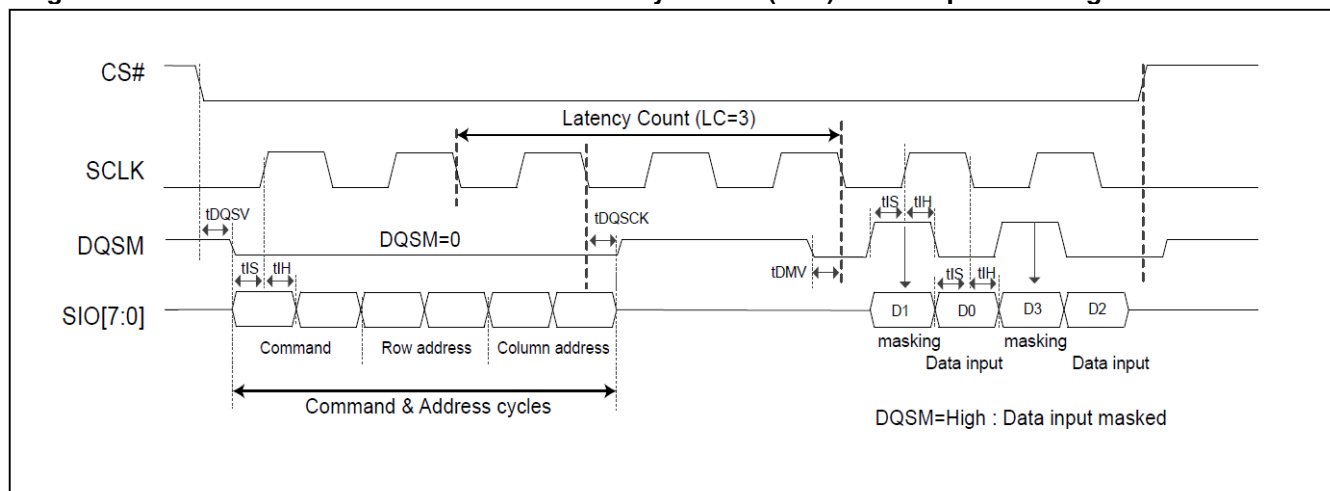 CS#
Latency Count (LC=3)
SCLK
tDQSV
tDQSCK
tIS
tIH
DQSM
DQSM=0
tIS
tIH
tDMV
tIS
tIH
SIO[7:0]
D1
D0
D3
D2
Command
Row address
Column address
masking
masking
Data input
Data input
Command & Address cycles
DQSM=High : Data input masked